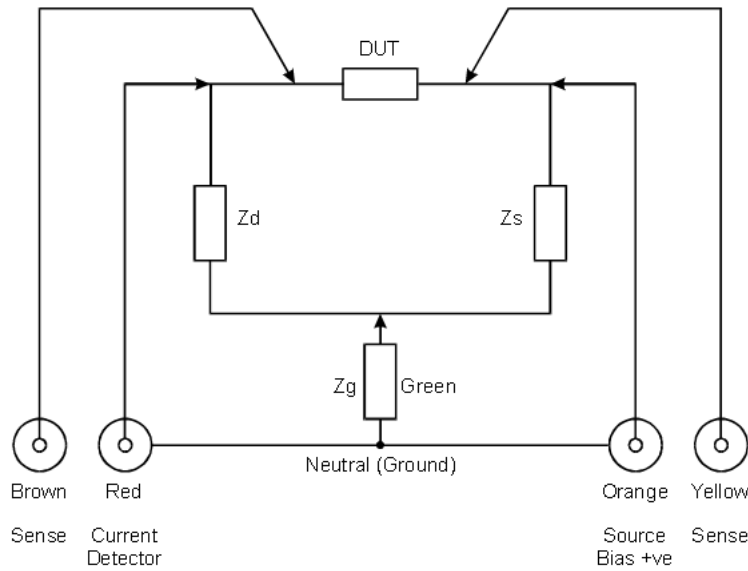 DUT
Zd
Zs
Zg
Green
Neutral (Ground)
Brown
Red
Orange
Yellow
Sense
Current
Detector
Source
Bias +ve
Sense